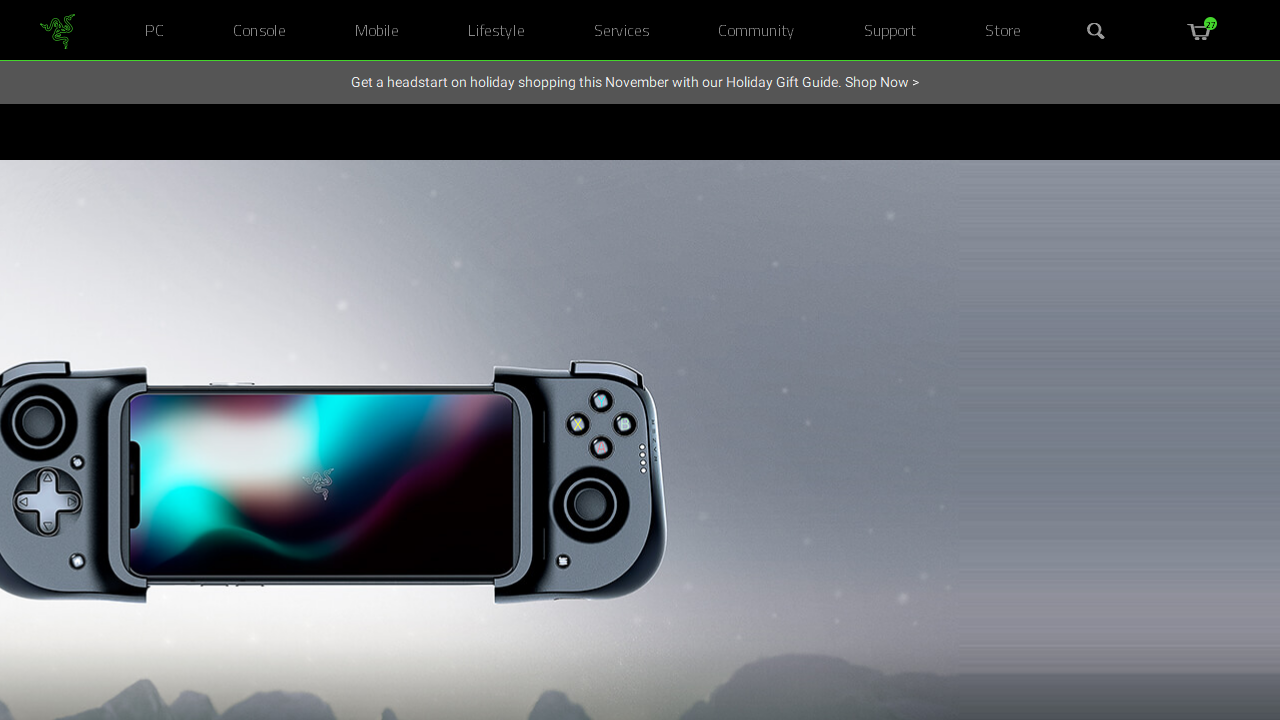 PC Console Mobile Lifestyle Services Community Support Store 27
Get a headstart on holiday shopping this November with our Holiday Gift Guide. Shop Now >
X B